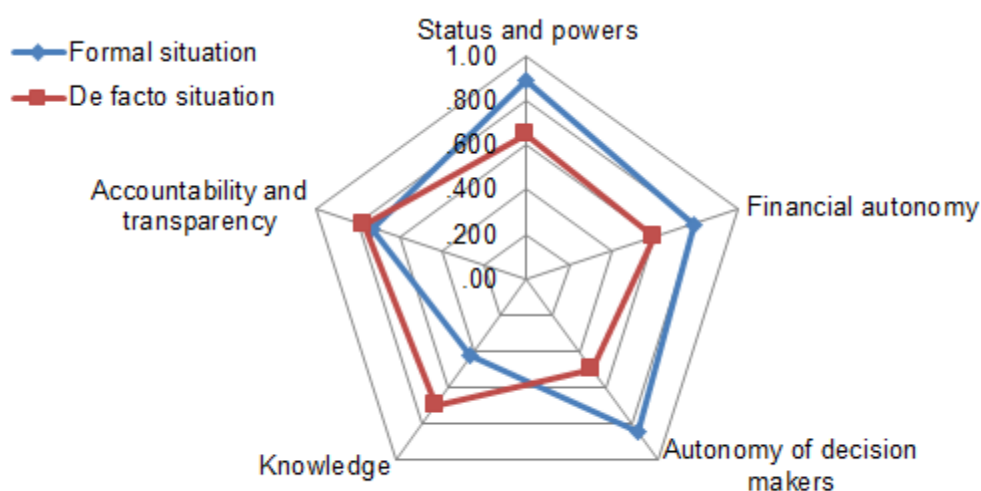 Status and powers
Formal situation
De facto situation
1.00
.800
.600
.400
.200
.00
Accountability and
transparency
Financial autonomy
Knowledge
Autonomy of decision
makers